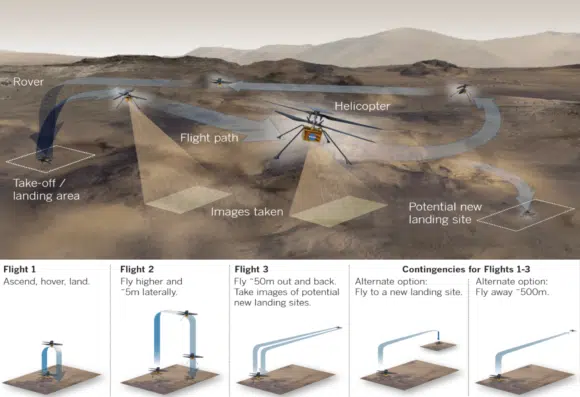 Rover
Helicopter
Flight path
Take-off /
landing area
Images taken
Potential new
landing site
Flight 1
Ascend, hover, land.
Flight 2
Fly higher and
~5m laterally.
Flight 3
Fly ~50m out and back.
Take images of potential
new landing sites.
Contingencies for Flights 1-3
Alternate option:
Fly to a new landing site.
Alternate option:
Fly away ~500m.